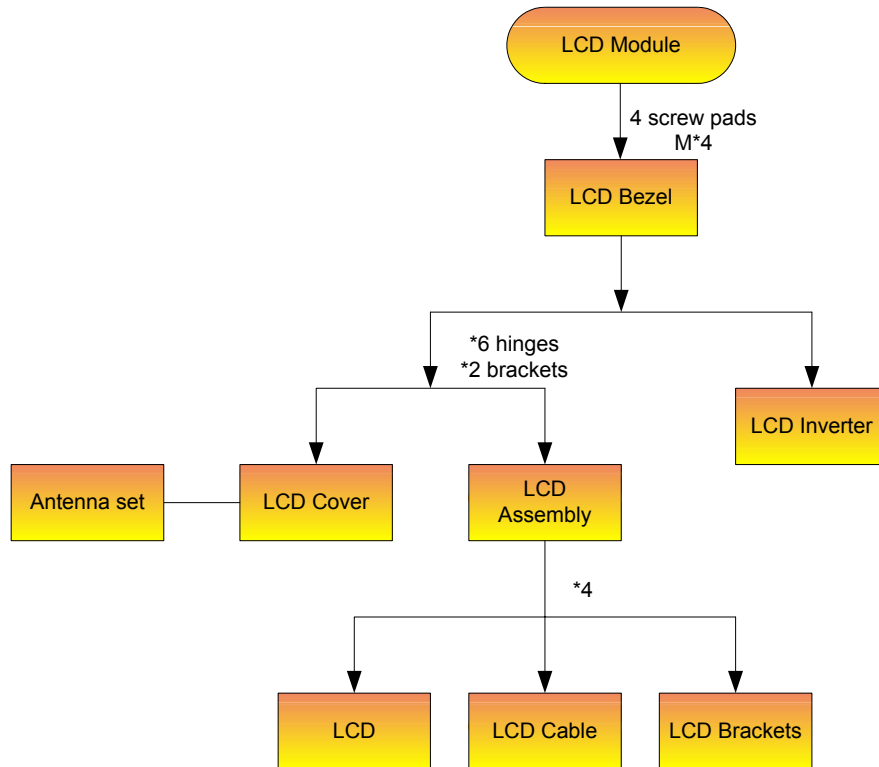 LCD Module
4 screw pads
M*4
LCD Bezel
*6 hinges
*2 brackets
LCD Inverter
Antenna set
LCD Cover
LCD
Assembly
*4
LCD
LCD Cable
LCD Brackets